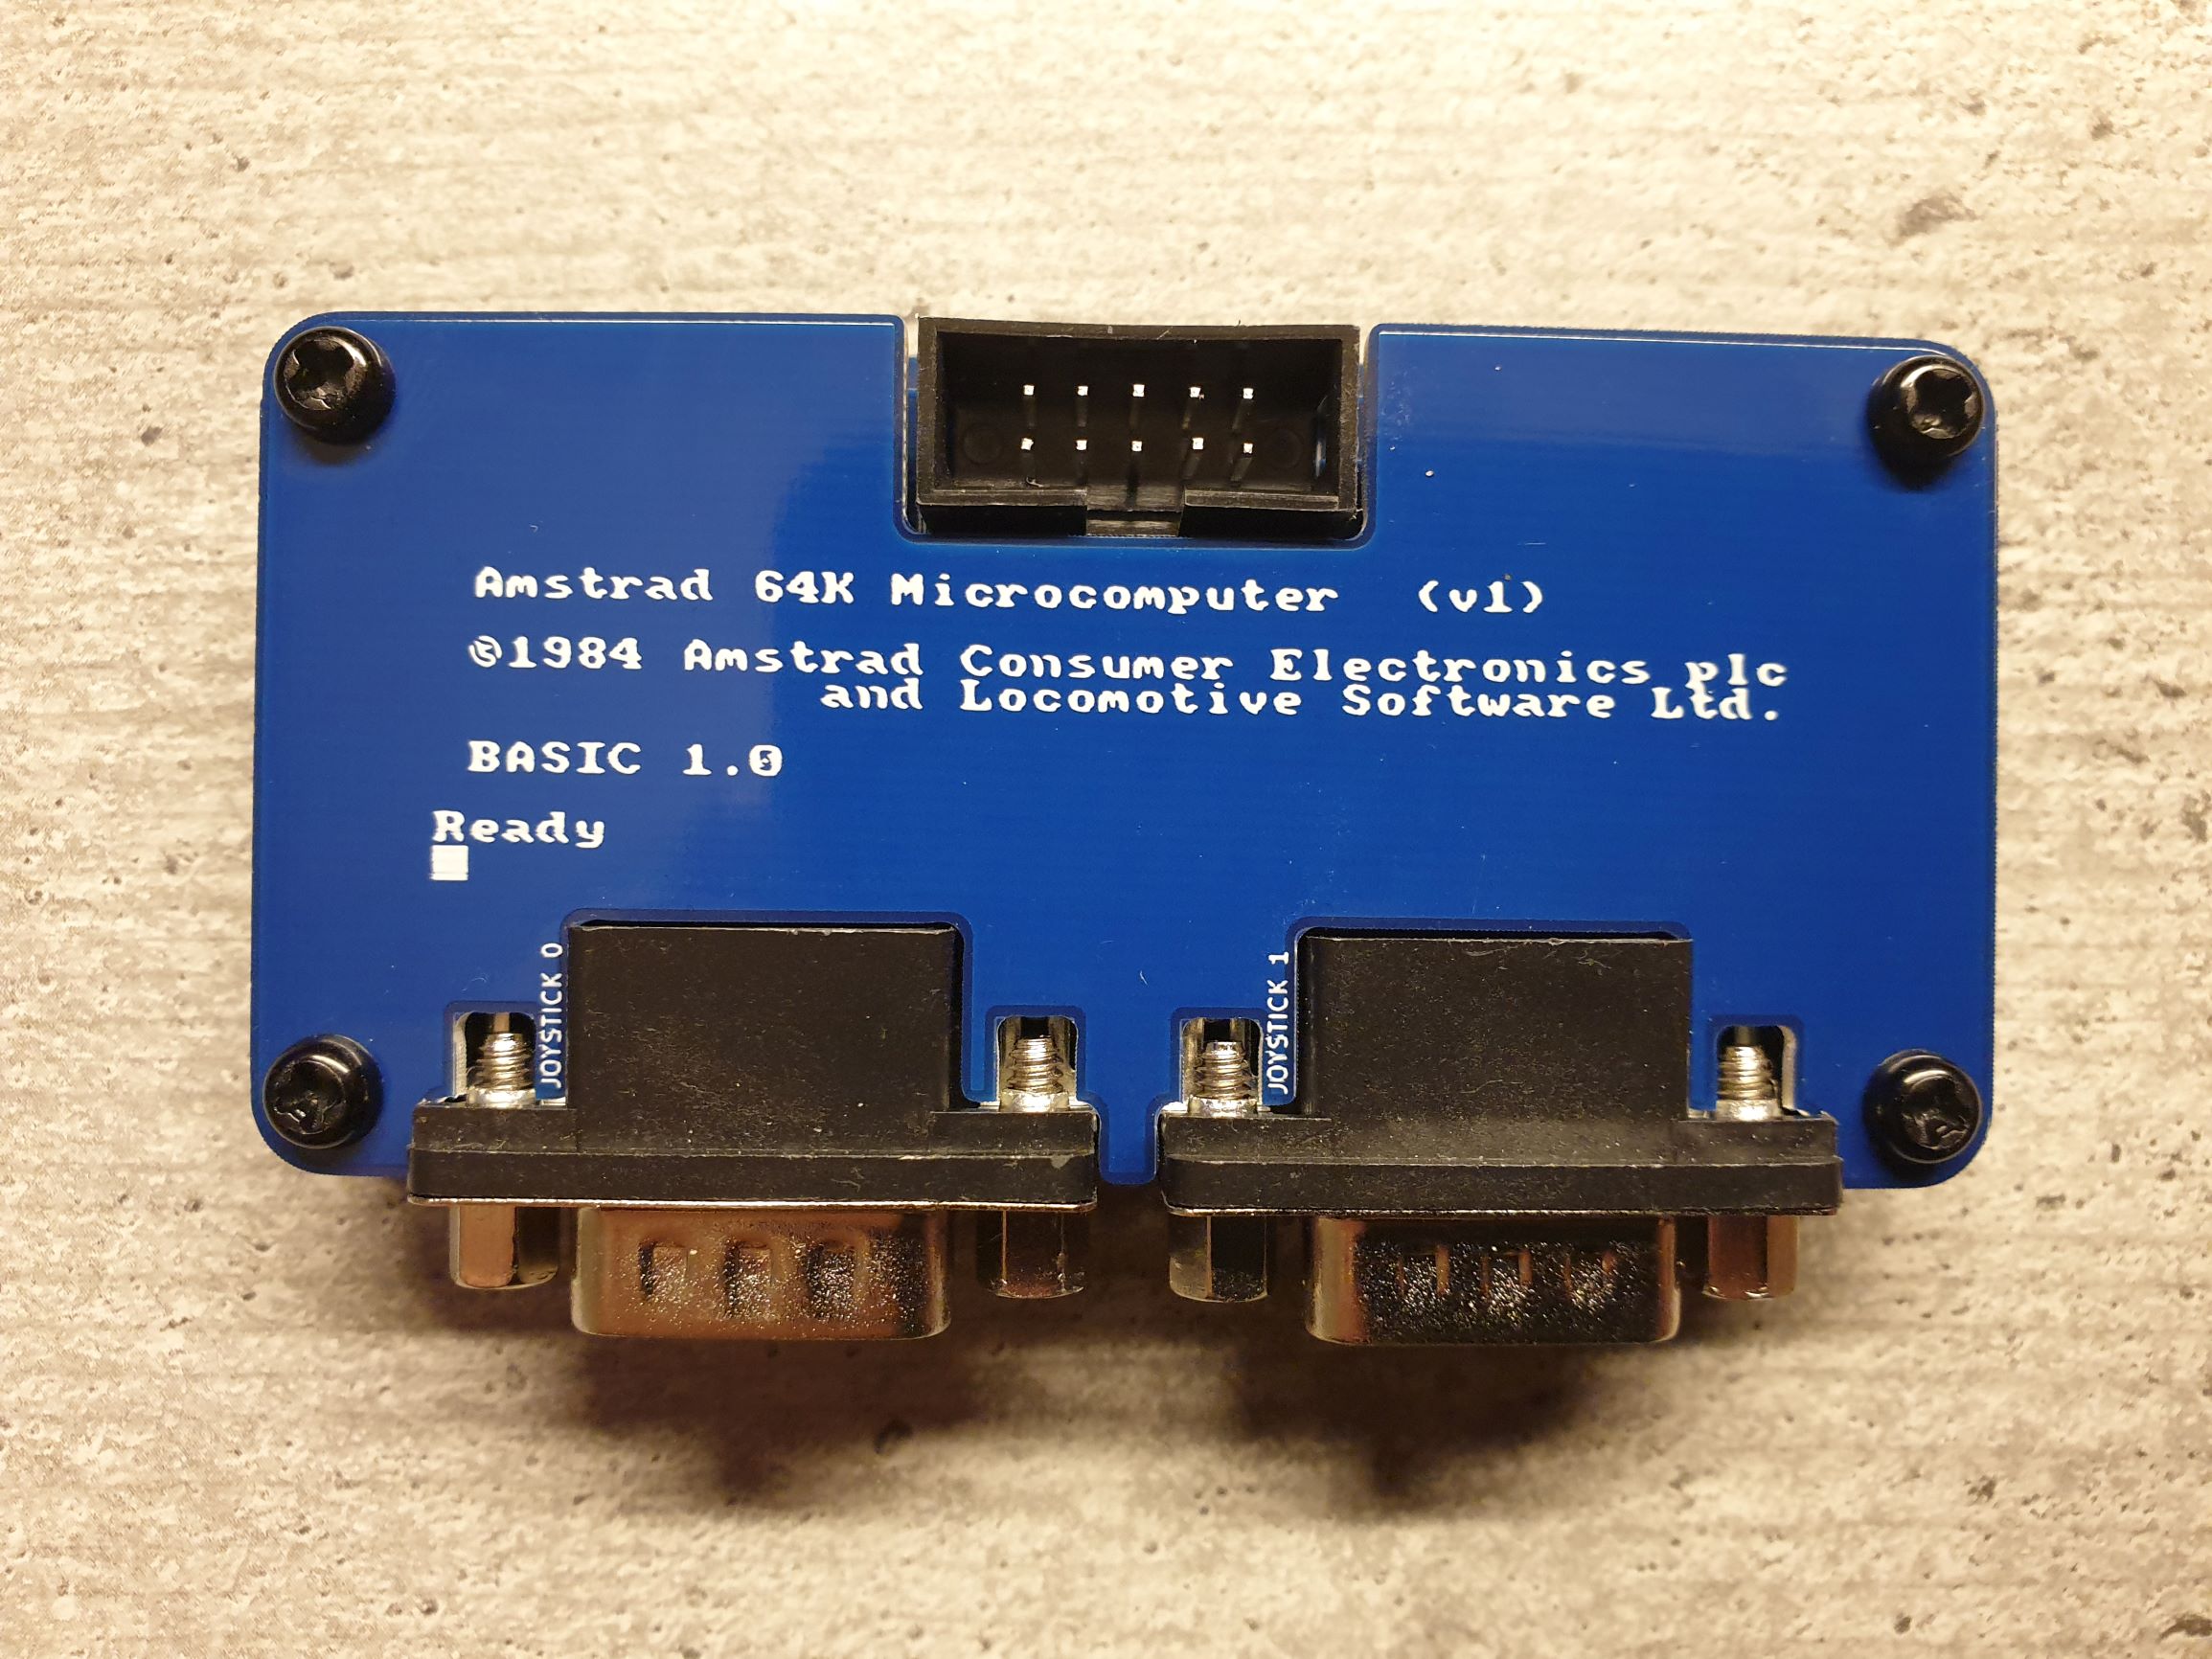 Amstrad 64K Microcomputer (v1)
©1984 Amstrad Consumer Electronics plc
and Locomotive Software Ltd.
BASIC 1.0
Ready
JOYSTICK 0
JOYSTICK 1